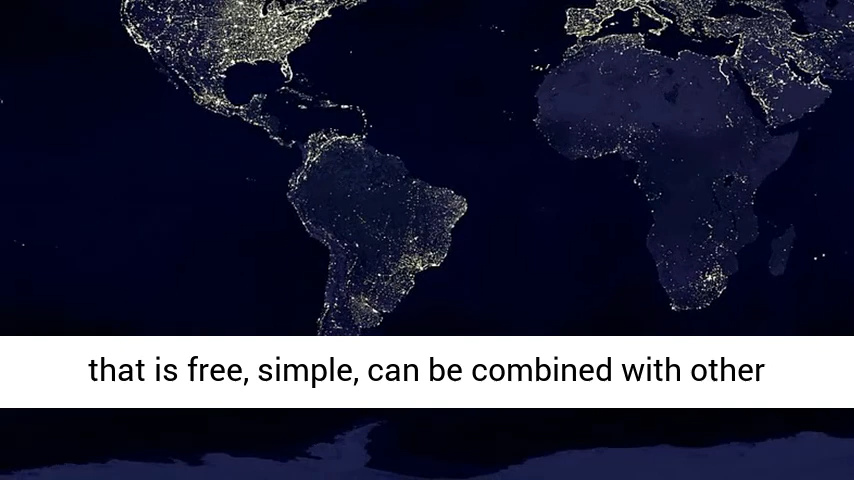 that is free, simple, can be combined with other